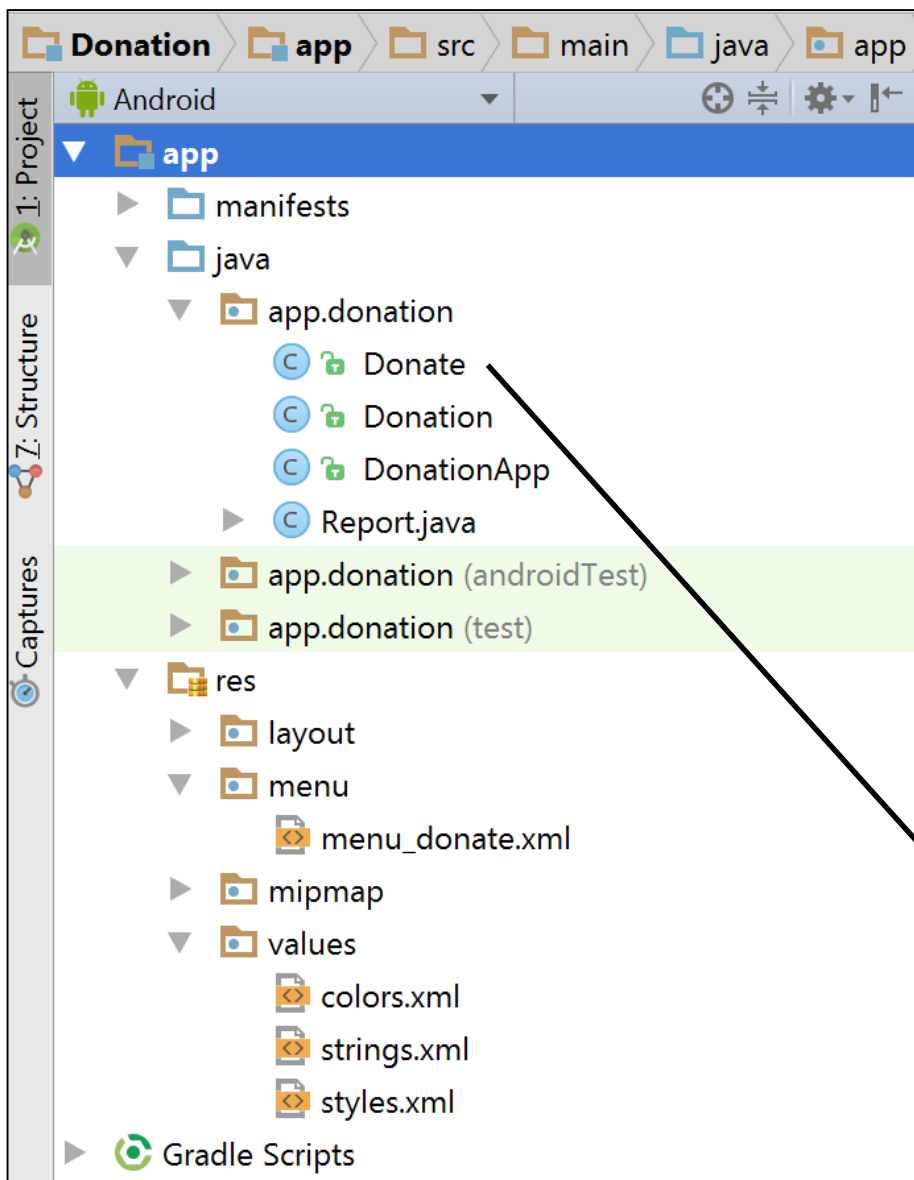 Donation app src main java app
Android
1: Project
7: Structure
Captures
app
manifests
java
app.donation
Donate
Donation
DonationApp
Report.java
app.donation (androidTest)
app.donation (test)
res
layout
menu
menu_donate.xml
mipmap
values
colors.xml
strings.xml
styles.xml
Gradle Scripts